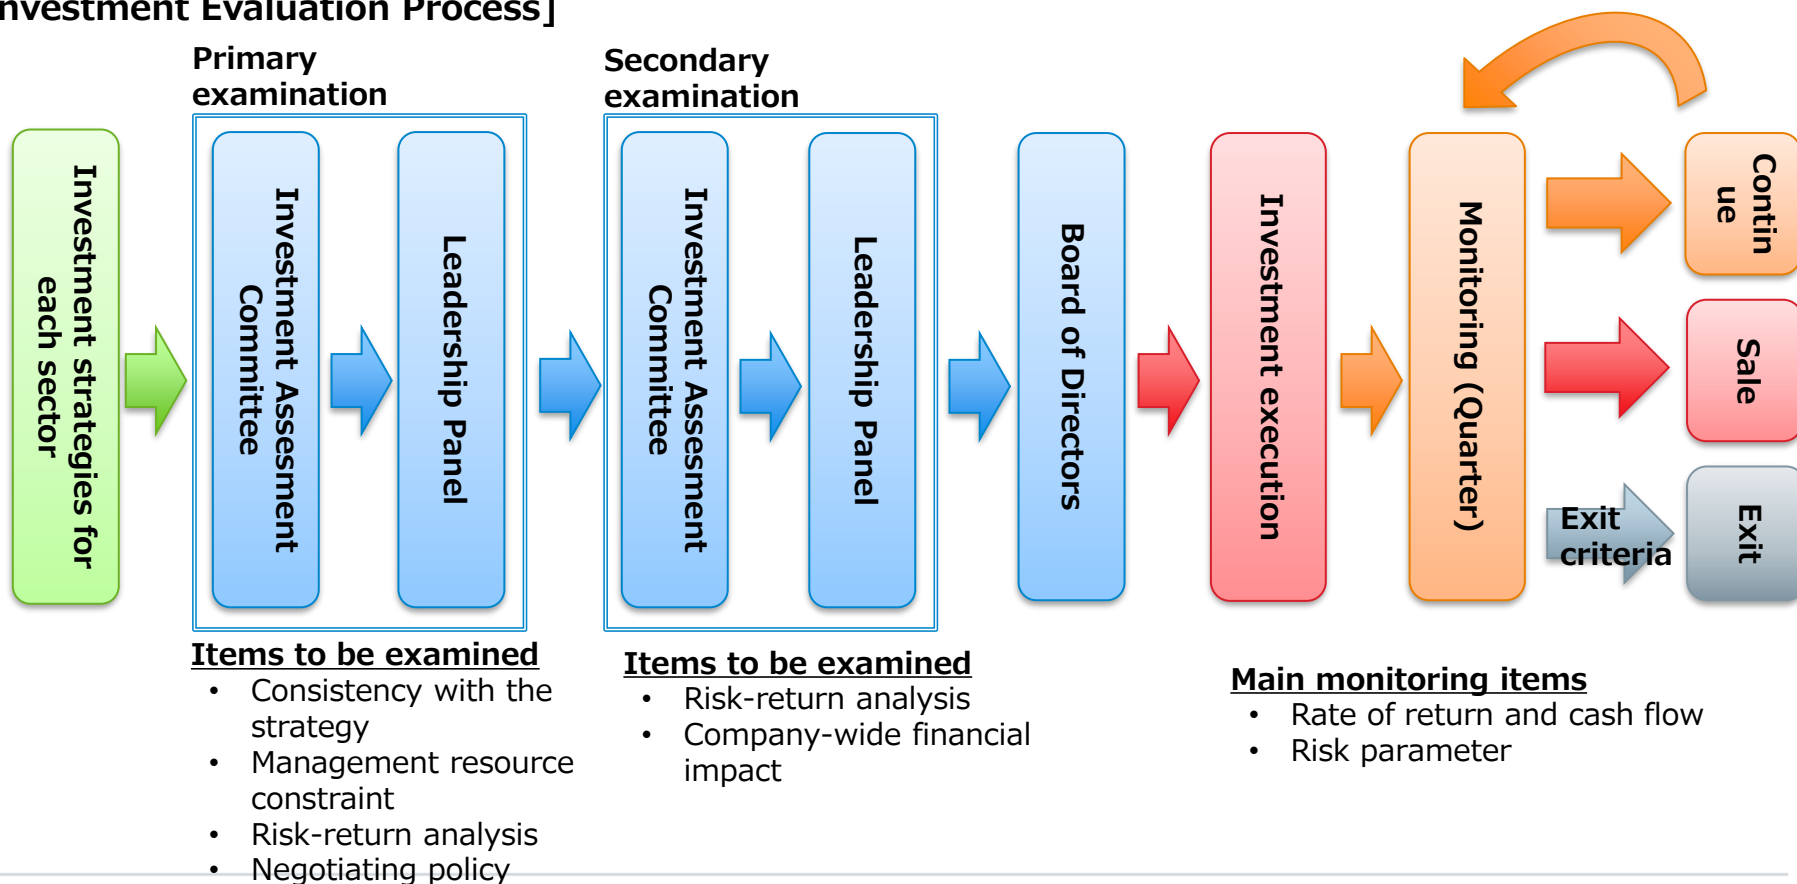 nvestment Evaluation Process]
Primary
examination
Secondary
examination
Investment strategies for
each sector
Investment Assesment
Committee
Leadership Panel
Investment Assesment
Committee
Leadership Panel
Board of Directors
Investment execution
Monitoring (Quarter)
Contin
ue
Sale
Exit
criteria
Exit
Items to be examined
• Consistency with the
strategy
• Management resource
constraint
• Risk-return analysis
• Negotiating policy
Items to be examined
• Risk-return analysis
• Company-wide financial
impact
Main monitoring items
• Rate of return and cash flow
• Risk parameter